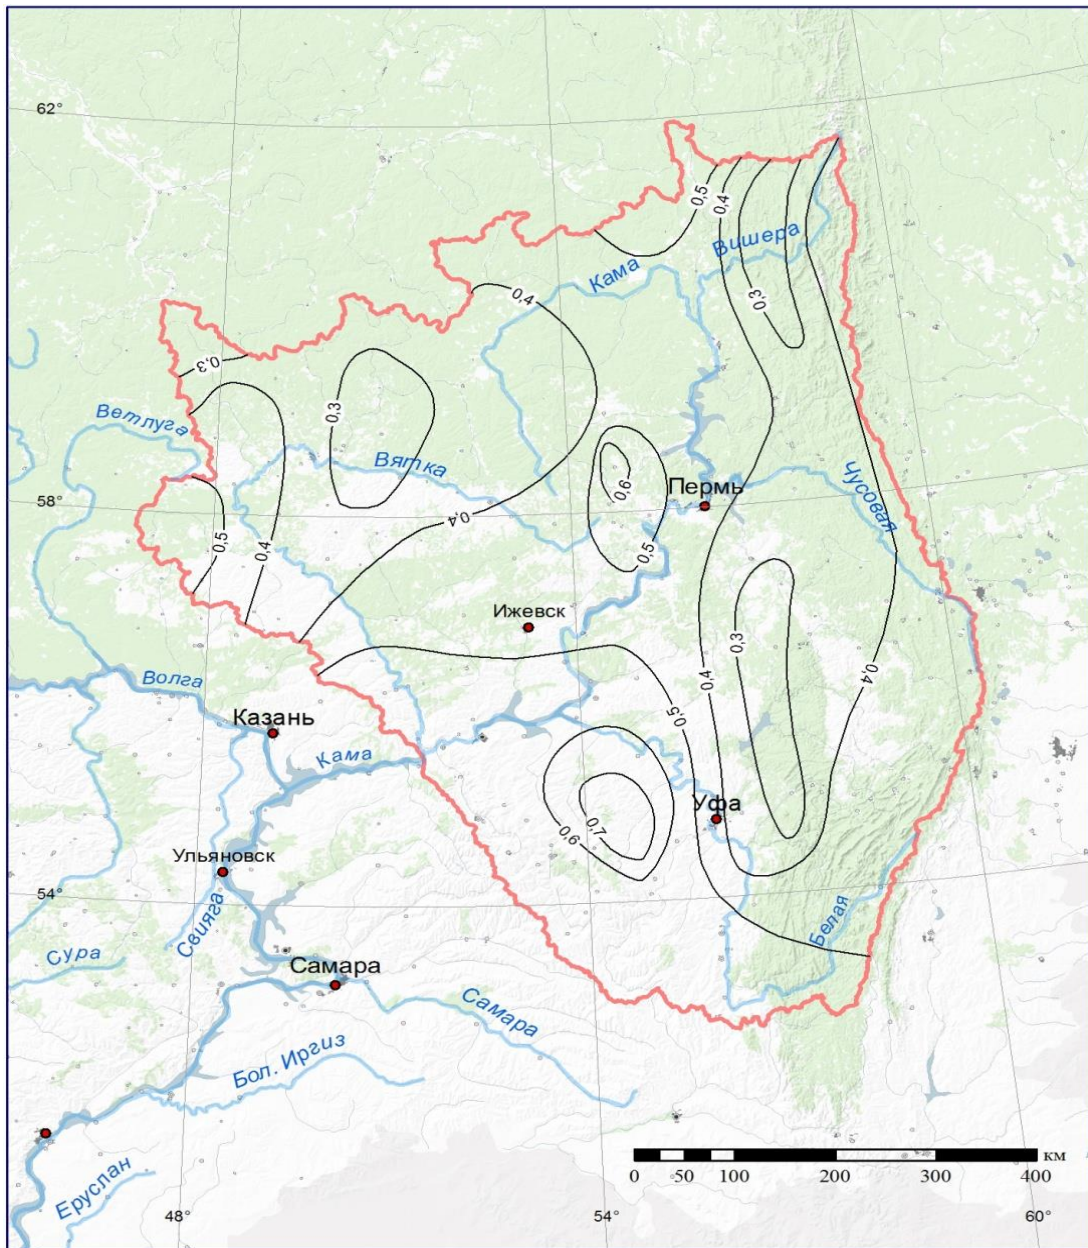 62°
0,5
0,4
Вишера
Кама
0,3
0,4
0,3
0,3
Ветлуга
Вятка
0,6
Пермь
Чусовая
58°
0,4
0,5
0,4
0,5
Ижевск
0,3
0,4
0,4
Волга
0,5
Казань
Кама
Уфа
0,7
0,6
Ульяновск
54°
Свияга
Белая
Сура
Самара
Самара
Бол. Иргиз
Еруслан
км
0 50 100 200 300 400
48° 54° 60°